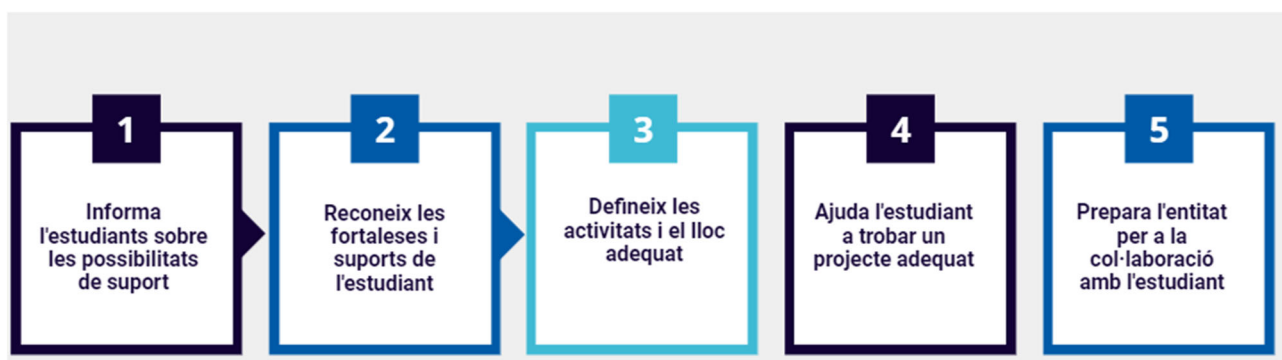 1
Informa
l'estudiants sobre
les possibilitats
de suport
2
Reconeix les
fortaleses i
suports de
l'estudiant
3
Defineix les
activitats i el lloc
adequat
4
Ajuda l'estudiant
a trobar un
projecte adequat
5
Prepara l'entitat
per a la
col·laboració
amb l'estudiant